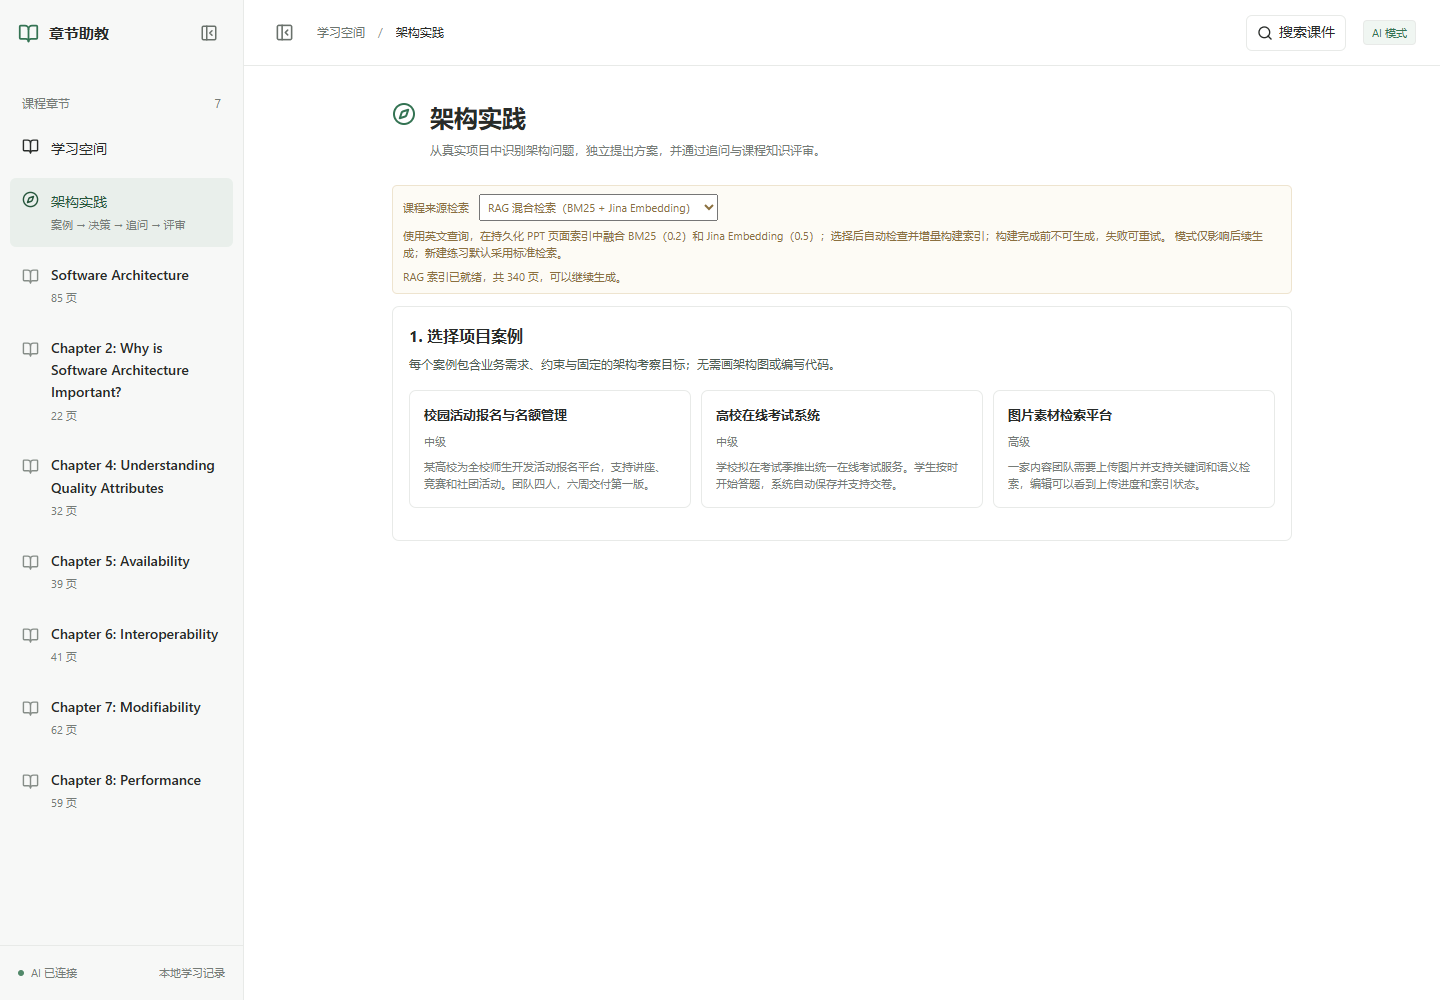 章节助教
学习空间 / 架构实践
搜索课件
AI 模式
课程章节 7
学习空间
架构实践
案例 → 决策 → 追问 → 评审
Software Architecture
85 页
Chapter 2: Why is
Software Architecture
Important?
22 页
Chapter 4: Understanding
Quality Attributes
32 页
Chapter 5: Availability
39 页
Chapter 6: Interoperability
41 页
Chapter 7: Modifiability
62 页
Chapter 8: Performance
59 页
AI 已连接
本地学习记录
架构实践
从真实项目中识别架构问题，独立提出方案，并通过追问与课程知识评审。
课程来源检索 RAG 混合检索（BM25 + Jina Embedding）
使用英文查询，在持久化 PPT 页面索引中融合 BM25（0.2）和 Jina Embedding（0.5）；选择后自动检查并增量构建索引；构建完成前不可生成，失败可重试。 模式仅影响后续生
成；新建练习默认采用标准检索。
RAG 索引已就绪，共 340 页，可以继续生成。
1. 选择项目案例
每个案例包含业务需求、约束与固定的架构考察目标；无需画架构图或编写代码。
校园活动报名与名额管理
中级
某高校为全校师生开发活动报名平台，支持讲座、
竞赛和社团活动。团队四人，六周交付第一版。
高校在线考试系统
中级
学校拟在考试季推出统一在线考试服务。学生按时
开始答题，系统自动保存并支持交卷。
图片素材检索平台
高级
一家内容团队需要上传图片并支持关键词和语义检
索，编辑可以看到上传进度和索引状态。